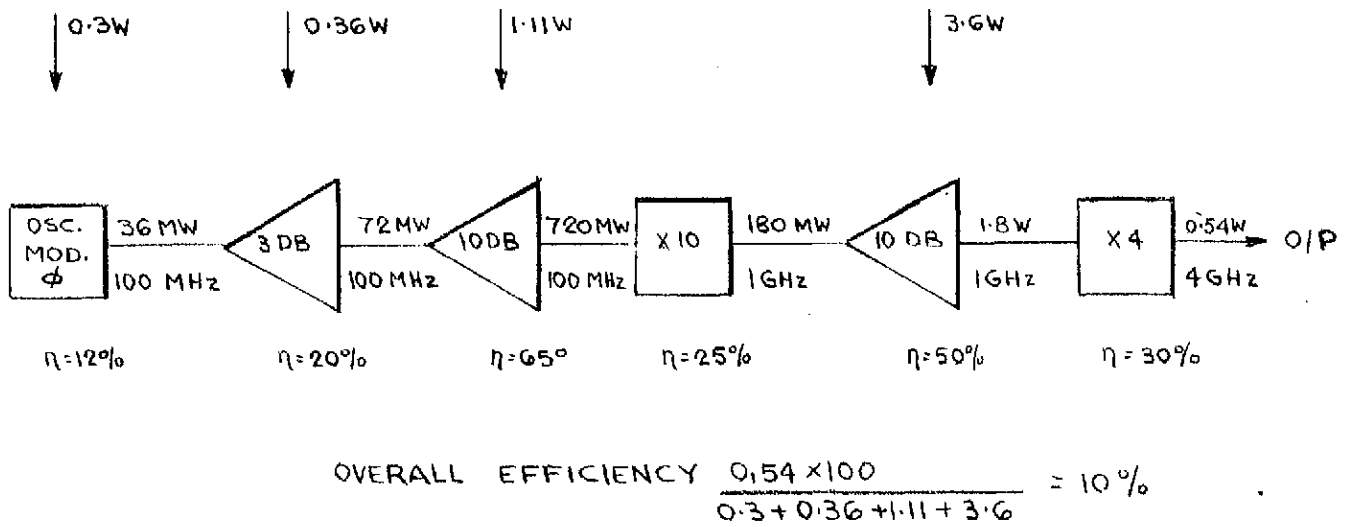 0.3W 0.36W 1.11W 3.6W
OSC.
MOD.
φ
36 MW
100 MHz
3 DB
72 MW
100 MHz
10 DB
720 MW
100 MHz
X 10
180 MW
1 GHz
10 DB
1.8W
1 GHz
X 4
0.54W
4 GHz
O/P
η=12% η=20% η=65° η=25% η=50% η=30%
OVERALL EFFICIENCY 0,54 ×100 = 10%
0.3 + 0.36 + 1.11 + 3.6